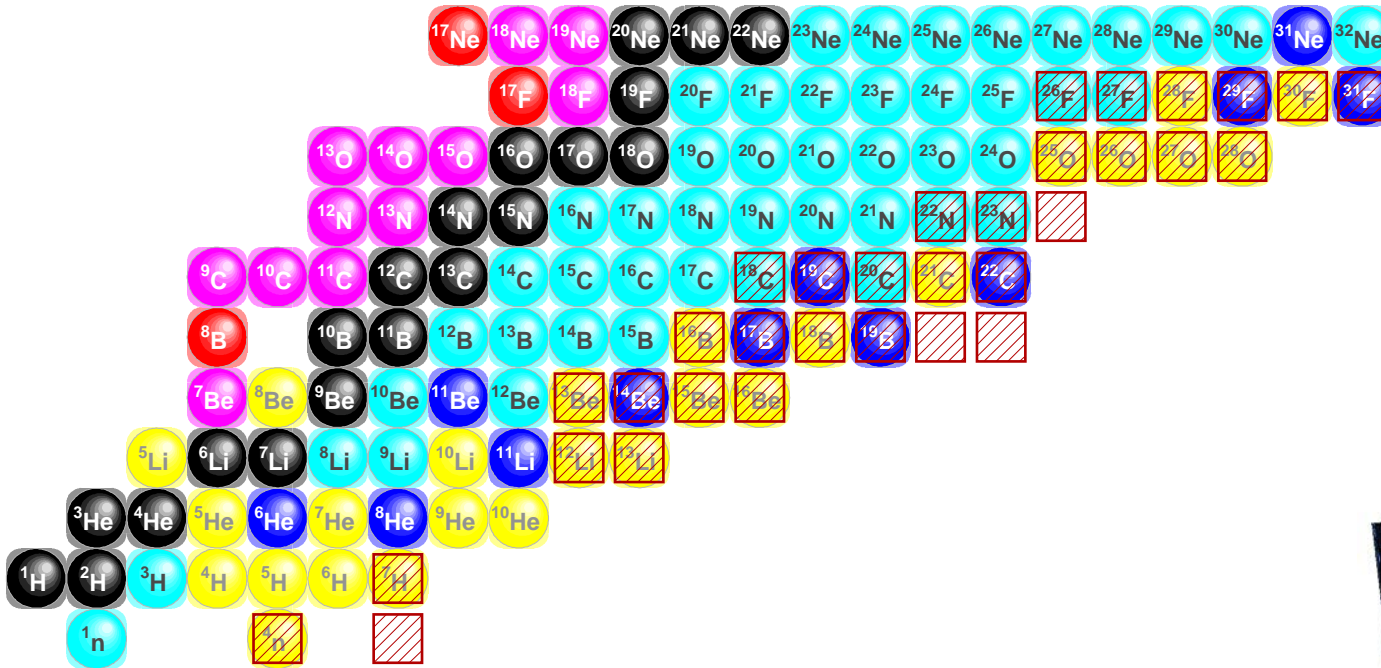 17Ne 18Ne 19Ne 20Ne 21Ne 22Ne 23Ne 24Ne 25Ne 26Ne 27Ne 28Ne 29Ne 30Ne 31Ne 32Ne
17F 18F 19F 20F 21F 22F 23F 24F 25F 26F 27F 28F 29F 30F 31F
13O 14O 15O 16O 17O 18O 19O 20O 21O 22O 23O 24O 25O 26O 27O 28O
12N 13N 14N 15N 16N 17N 18N 19N 20N 21N 22N 23N
9C 10C 11C 12C 13C 14C 15C 16C 17C 18C 19C 20C 21C 22C
8B 10B 11B 12B 13B 14B 15B 16B 17B 18B 19B
7Be 8Be 9Be 10Be 11Be 12Be 13Be 14Be 5Be 6Be
5Li 6Li 7Li 8Li 9Li 10Li 11Li 12Li 13Li
3He 4He 5He 6He 7He 8He 9He 10He
1H 2H 3H 4H 5H 6H 7H
1n 4n